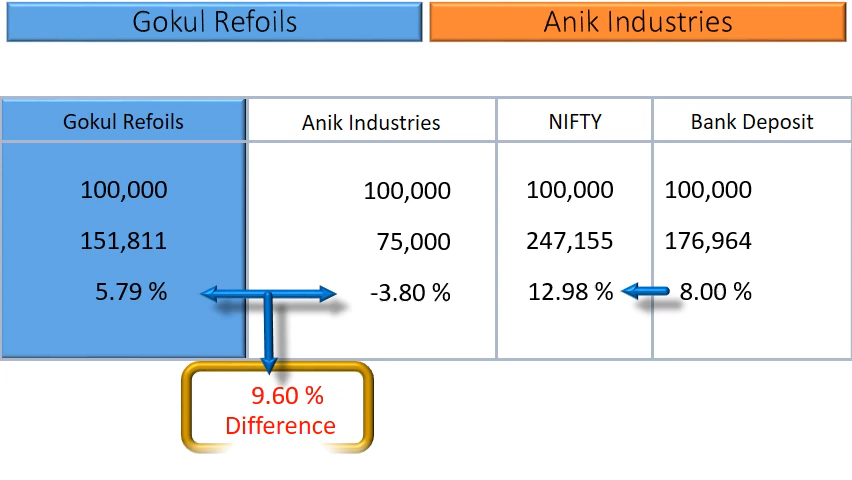 Gokul Refoils Anik Industries
Gokul Refoils Anik Industries NIFTY Bank Deposit
100,000 100,000 100,000 100,000
151,811 75,000 247,155 176,964
5.79 % -3.80 % 12.98 % 8.00 %
9.60 %
Difference